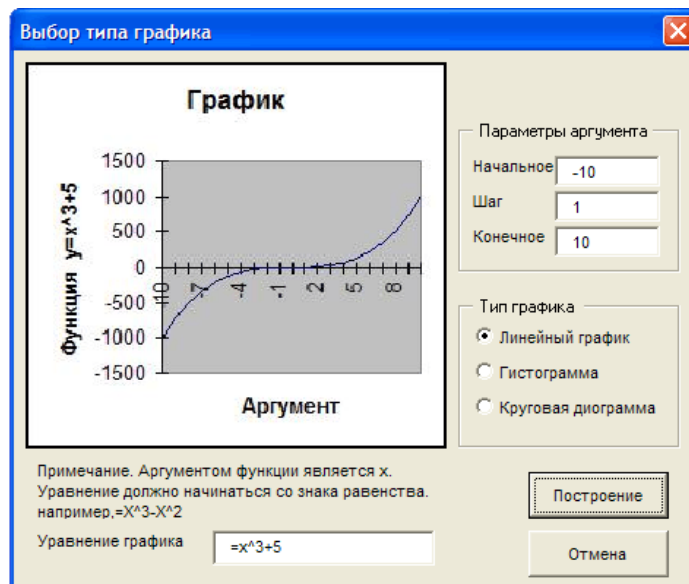 Выбор типа графика
График
Функция y=x^3+5
1500
1000
500
0
-500
-1000
-1500
-10
-7
-4
-1
2
5
8
Аргумент
Параметры аргумента
Начальное -10
Шаг 1
Конечное 10
Тип графика
Линейный график
Гистограмма
Круговая диограмма
Примечание. Аргументом функции является x.
Уравнение должно начинаться со знака равенства.
например,=X^3-X^2
Уравнение графика =x^3+5
Построение
Отмена